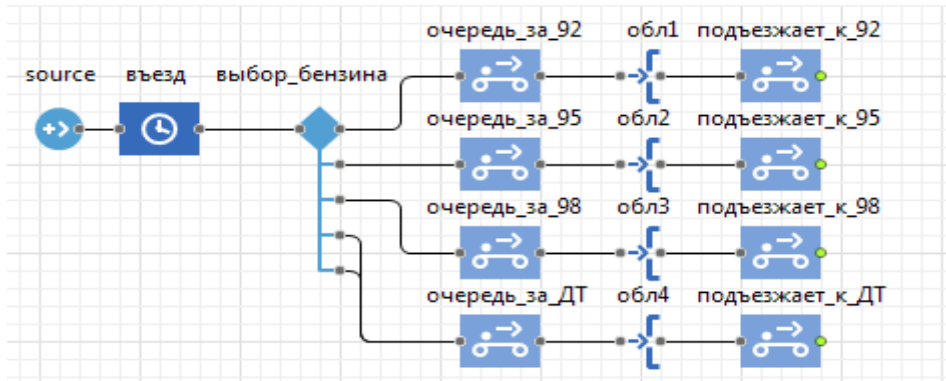 очередь_за_92 обл1 подъезжает_к_92
source въезд выбор_бензина
очередь_за_95 обл2 подъезжает_к_95
очередь_за_98 обл3 подъезжает_к_98
очередь_за_ДТ обл4 подъезжает_к_ДТ